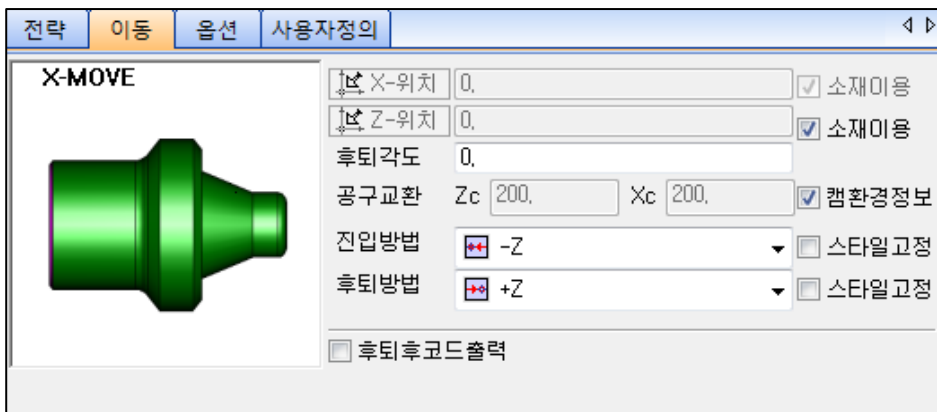 전략 이동 옵션 사용자정의
X-MOVE
X-위치 0. 소재이용
Z-위치 0. 소재이용
후퇴각도 0.
공구교환 Zc 200. Xc 200. 캠환경정보
진입방법 -Z 스타일고정
후퇴방법 +Z 스타일고정
후퇴후코드출력